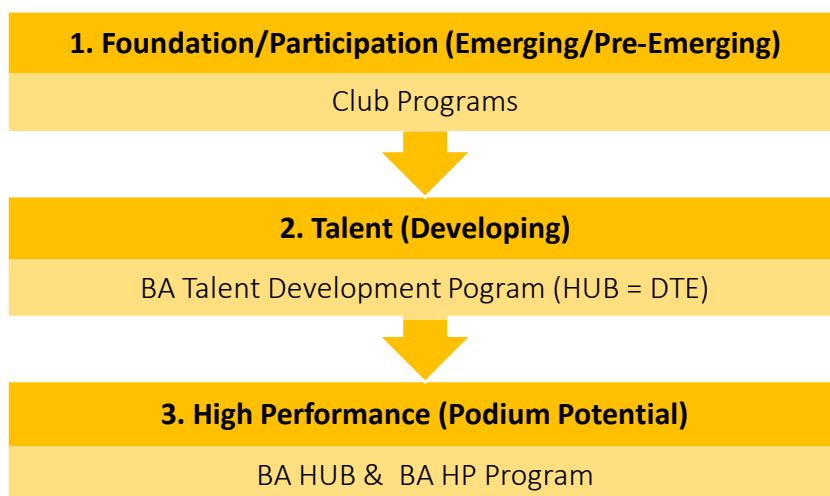 1. Foundation/Participation (Emerging/Pre-Emerging)
Club Programs
2. Talent (Developing)
BA Talent Development Pogram (HUB = DTE)
3. High Performance (Podium Potential)
BA HUB & BA HP Program